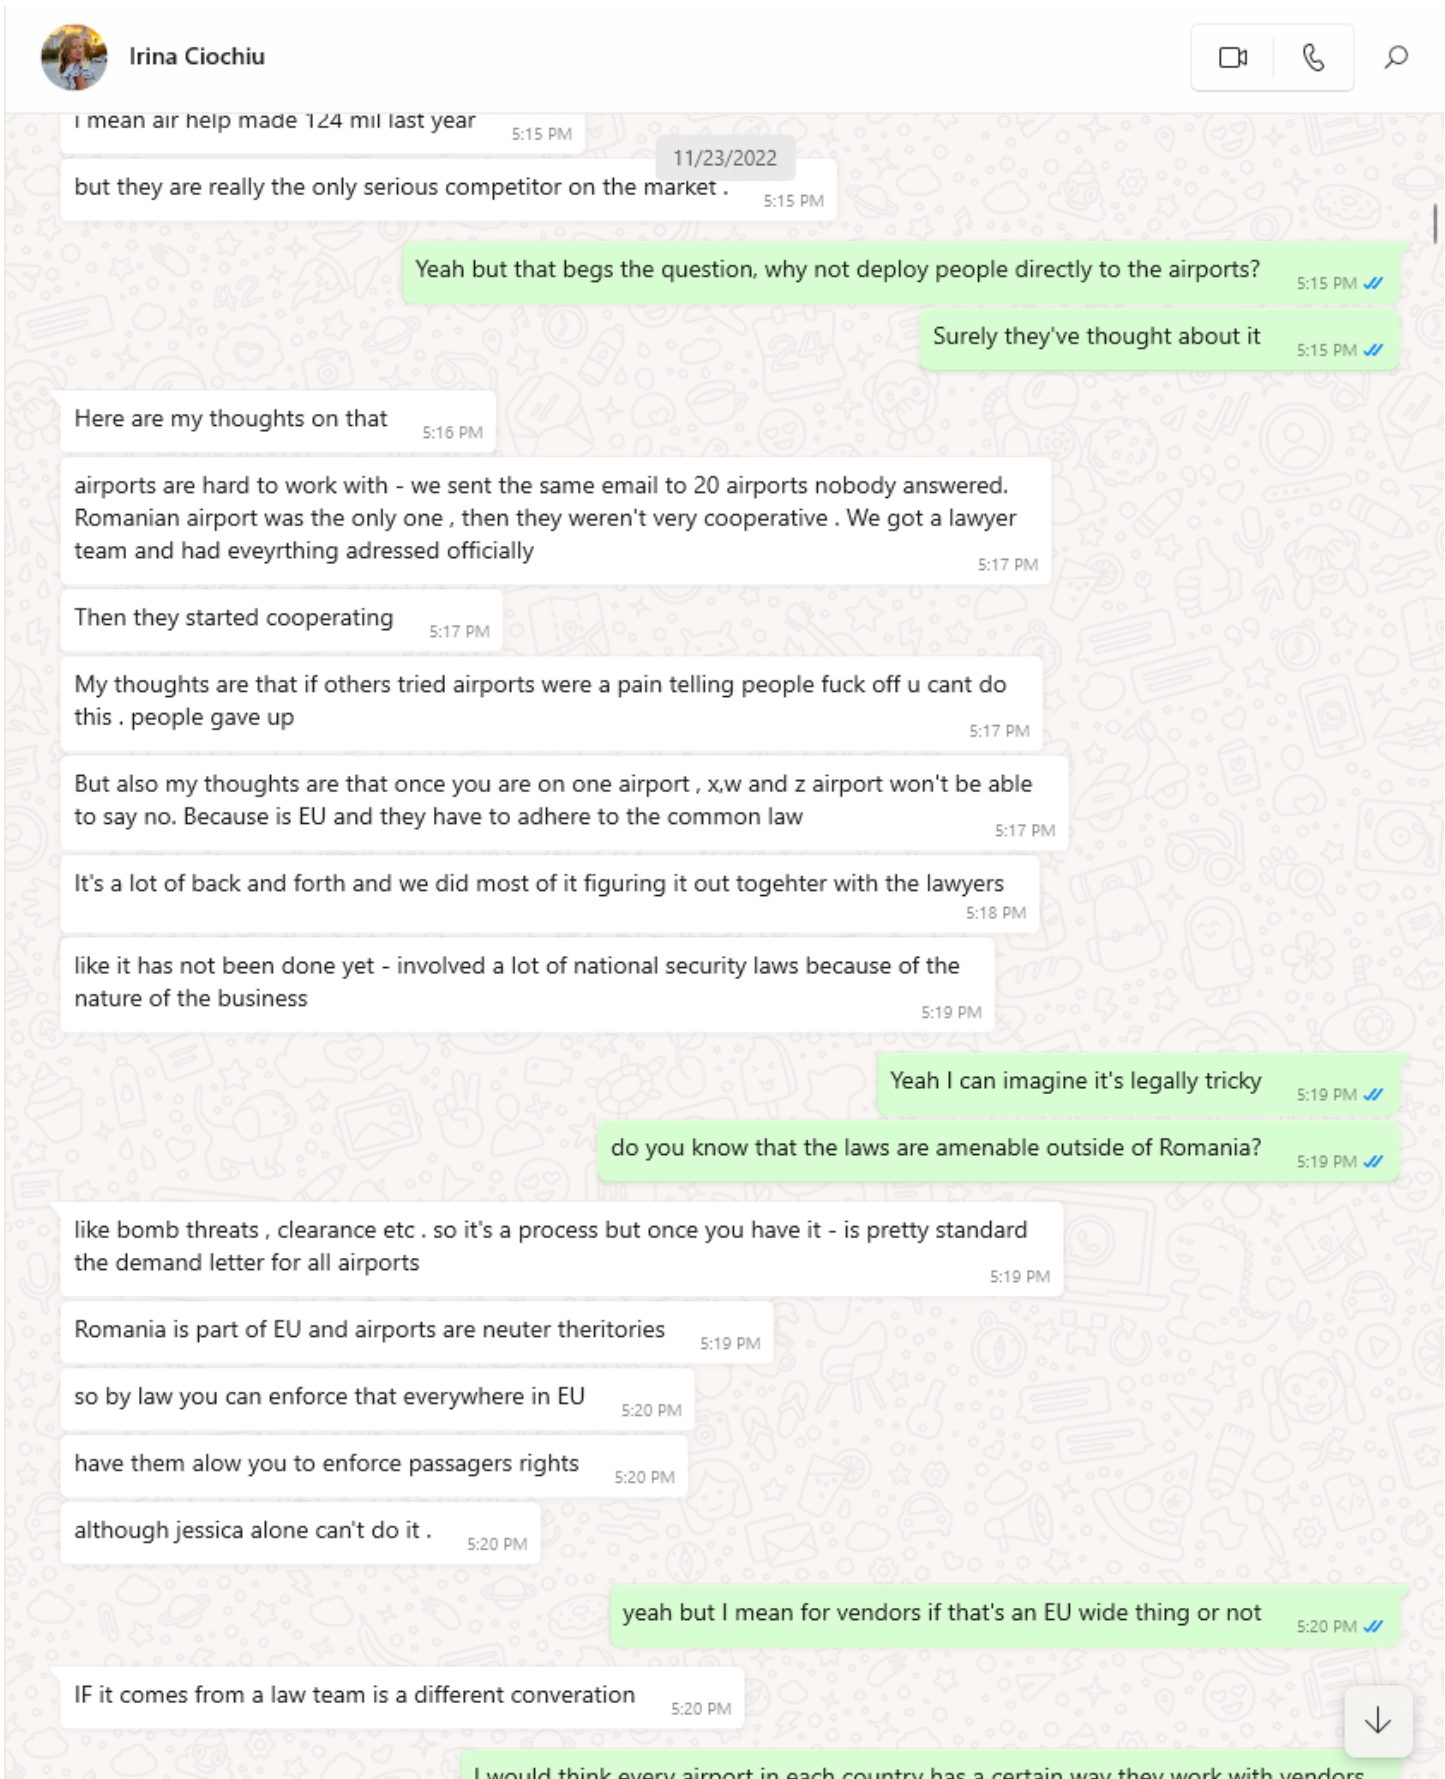 Irina Ciochiu
i mean air help made 124 mil last year
5:15 PM
11/23/2022
but they are really the only serious competitor on the market .
5:15 PM
Yeah but that begs the question, why not deploy people directly to the airports?
5:15 PM
Surely they've thought about it
5:15 PM
Here are my thoughts on that
5:16 PM
airports are hard to work with - we sent the same email to 20 airports nobody answered.
Romanian airport was the only one , then they weren't very cooperative . We got a lawyer
team and had eveyrthing adressed officially
5:17 PM
Then they started cooperating
5:17 PM
My thoughts are that if others tried airports were a pain telling people fuck off u cant do
this . people gave up
5:17 PM
But also my thoughts are that once you are on one airport , x,w and z airport won't be able
to say no. Because is EU and they have to adhere to the common law
5:17 PM
It's a lot of back and forth and we did most of it figuring it out togehter with the lawyers
5:18 PM
like it has not been done yet - involved a lot of national security laws because of the
nature of the business
5:19 PM
Yeah I can imagine it's legally tricky
5:19 PM
do you know that the laws are amenable outside of Romania?
5:19 PM
like bomb threats , clearance etc . so it's a process but once you have it - is pretty standard
the demand letter for all airports
5:19 PM
Romania is part of EU and airports are neuter theritories
5:19 PM
so by law you can enforce that everywhere in EU
5:20 PM
have them alow you to enforce passagers rights
5:20 PM
although jessica alone can't do it .
5:20 PM
yeah but I mean for vendors if that's an EU wide thing or not
5:20 PM
IF it comes from a law team is a different converation
5:20 PM
I would think every airport in each country has a certain way they work with vendors